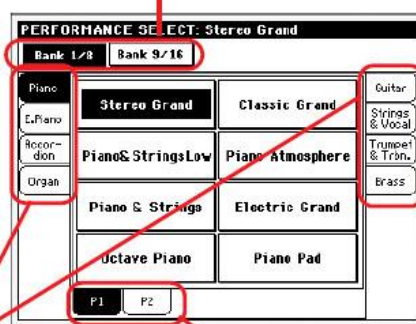 PERFORMANCE SELECT: Stereo Grand
Bank 1/8 Bank 9/16
Piano
E.Piano
Accor-
dion
Organ
Stereo Grand Classic Grand
Piano&StringsLow Piano Atmosphere
Piano & Strings Electric Grand
Octave Piano Piano Pad
Guitar
Strings
& Vocal
Trumpet
& Trbn.
Brass
P1 P2